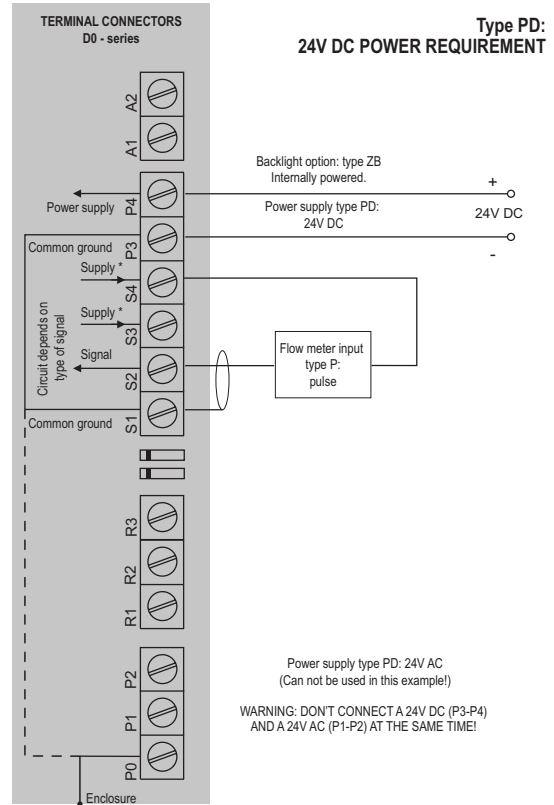 TERMINAL CONNECTORS
D0 - series
Type PD:
24V DC POWER REQUIREMENT
A2
A1
Backlight option: type ZB
Internally powered.
+
Power supply
P4
Power supply type PD:
24V DC
24V DC
-
Common ground
P3
Supply *
S4
Supply *
S3
Circuit depends on
type of signal
Signal
S2
Flow meter input
type P:
pulse
Common ground
S1
R3
R2
R1
P2
Power supply type PD: 24V AC
(Can not be used in this example!)
P1
WARNING: DON'T CONNECT A 24V DC (P3-P4)
AND A 24V AC (P1-P2) AT THE SAME TIME!
P0
Enclosure